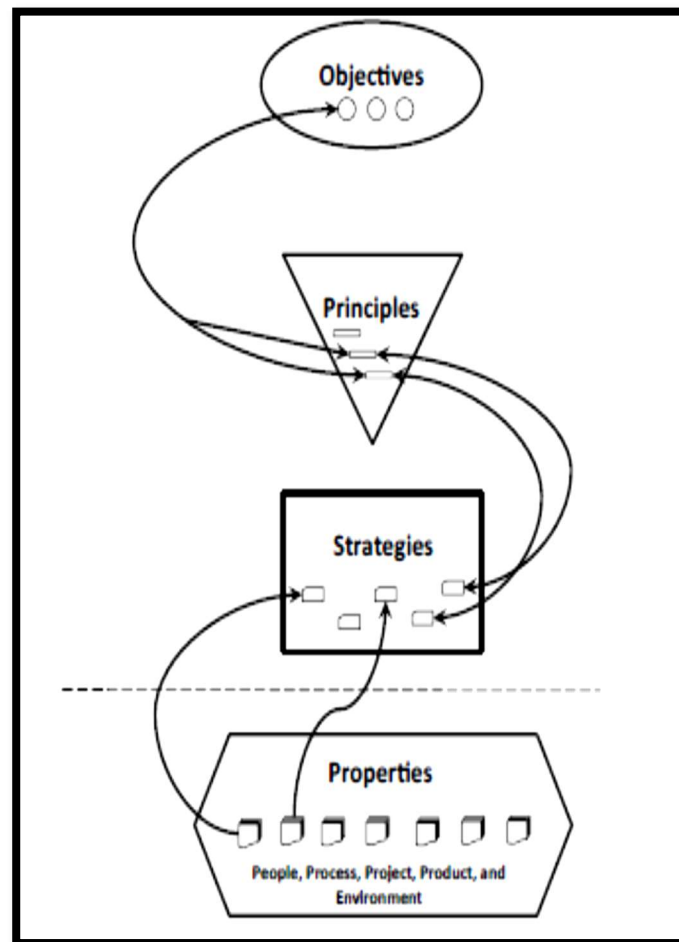 Objectives
Principles
Strategies
Properties
People, Process, Project, Product, and
Environment